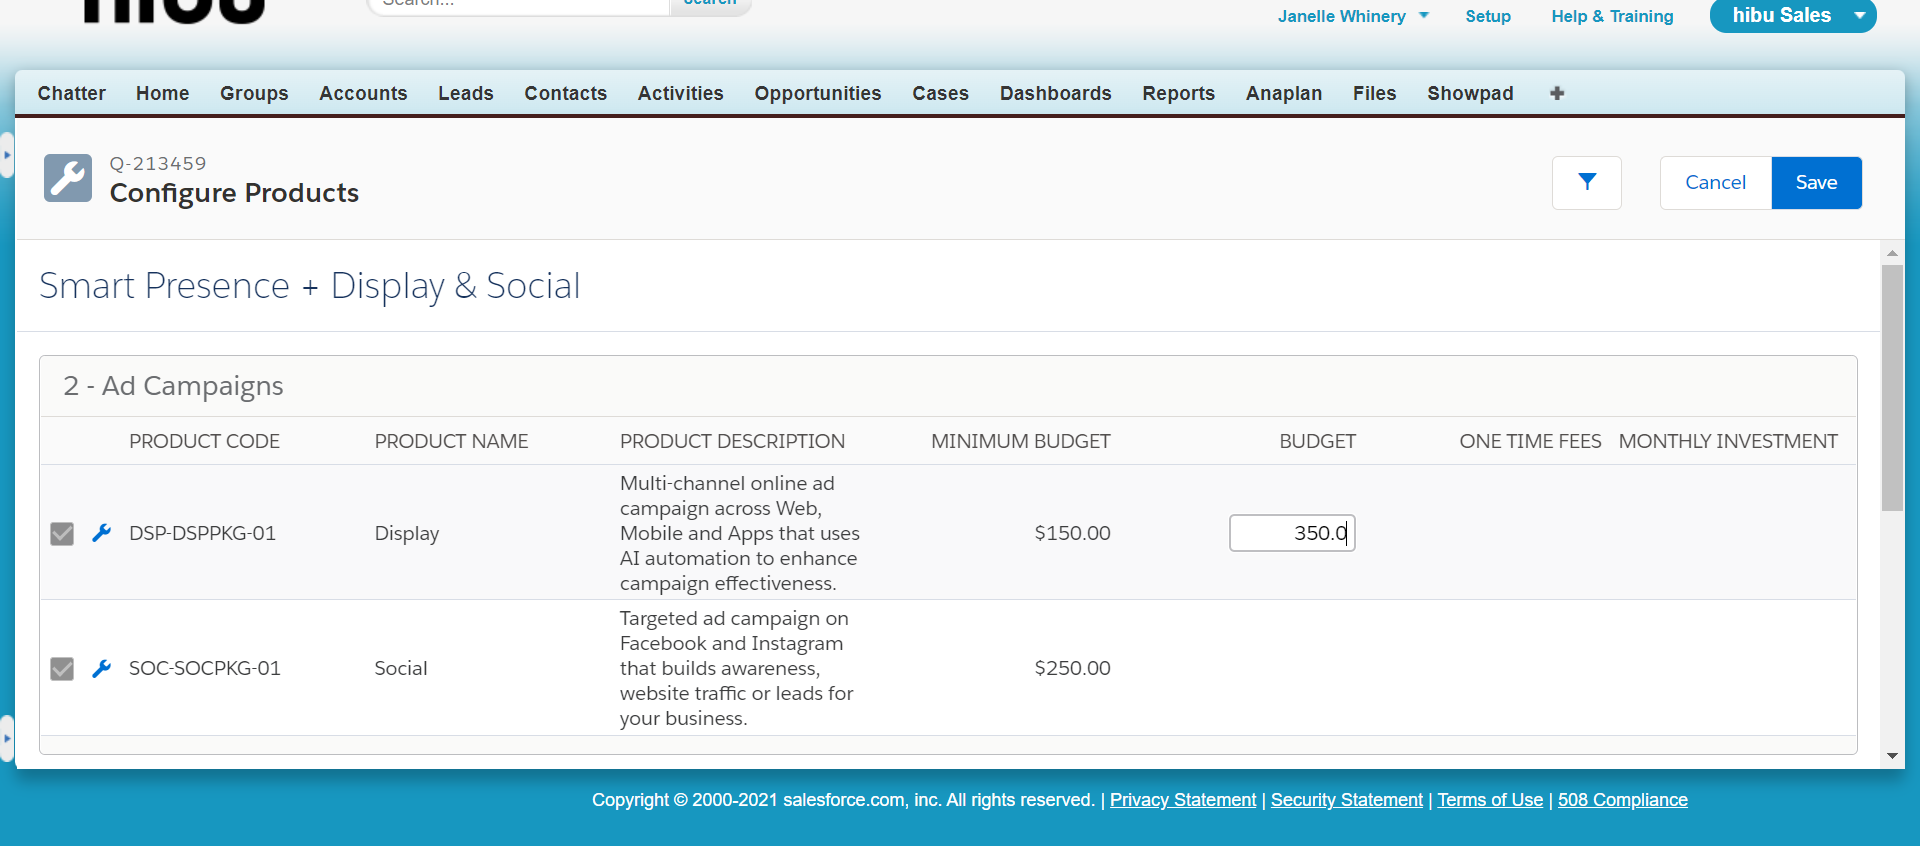 hibu
Search...
Search
Janelle Whinery
Setup
Help & Training
hibu Sales
Chatter Home Groups Accounts Leads Contacts Activities Opportunities Cases Dashboards Reports Anaplan Files Showpad
Q-213459
Configure Products
Cancel
Save
Smart Presence + Display & Social
2 - Ad Campaigns
PRODUCT CODE PRODUCT NAME PRODUCT DESCRIPTION MINIMUM BUDGET BUDGET ONE TIME FEES MONTHLY INVESTMENT
DSP-DSPPKG-01
Display
Multi-channel online ad
campaign across Web,
Mobile and Apps that uses
AI automation to enhance
campaign effectiveness.
$150.00
350.0
SOC-SOCPKG-01
Social
Targeted ad campaign on
Facebook and Instagram
that builds awareness,
website traffic or leads for
your business.
$250.00
Copyright © 2000-2021 salesforce.com, inc. All rights reserved. | Privacy Statement | Security Statement | Terms of Use | 508 Compliance